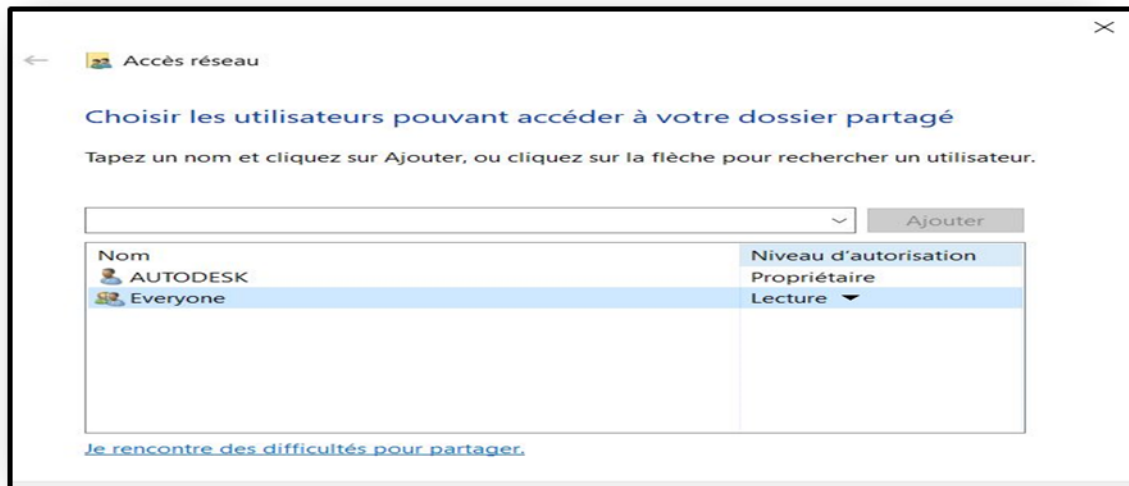 Accès réseau
Choisir les utilisateurs pouvant accéder à votre dossier partagé
Tapez un nom et cliquez sur Ajouter, ou cliquez sur la flèche pour rechercher un utilisateur.
Ajouter
Nom Niveau d'autorisation
AUTODESK Propriétaire
Everyone Lecture
Je rencontre des difficultés pour partager.